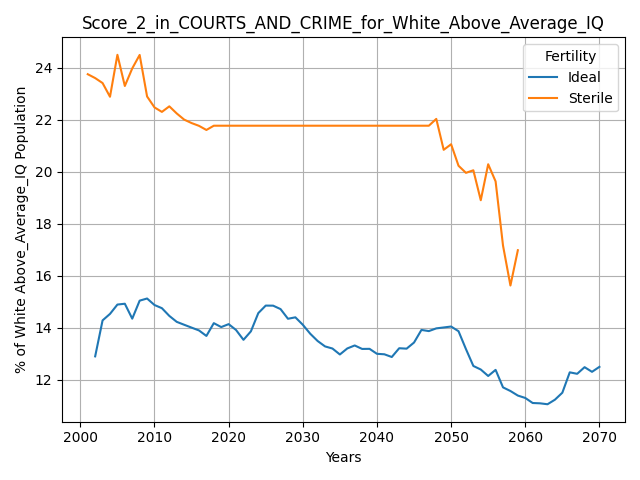 Score_2_in_COURTS_AND_CRIME_for_White_Above_Average_IQ
Fertility
Ideal
Sterile
% of White Above_Average_IQ Population
24
22
20
18
16
14
12
2000 2010 2020 2030 2040 2050 2060 2070
Years